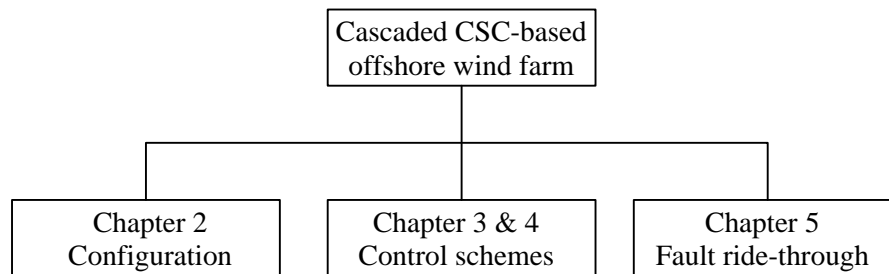 Cascaded CSC-based
offshore wind farm
Chapter 2
Configuration
Chapter 3 & 4
Control schemes
Chapter 5
Fault ride-through